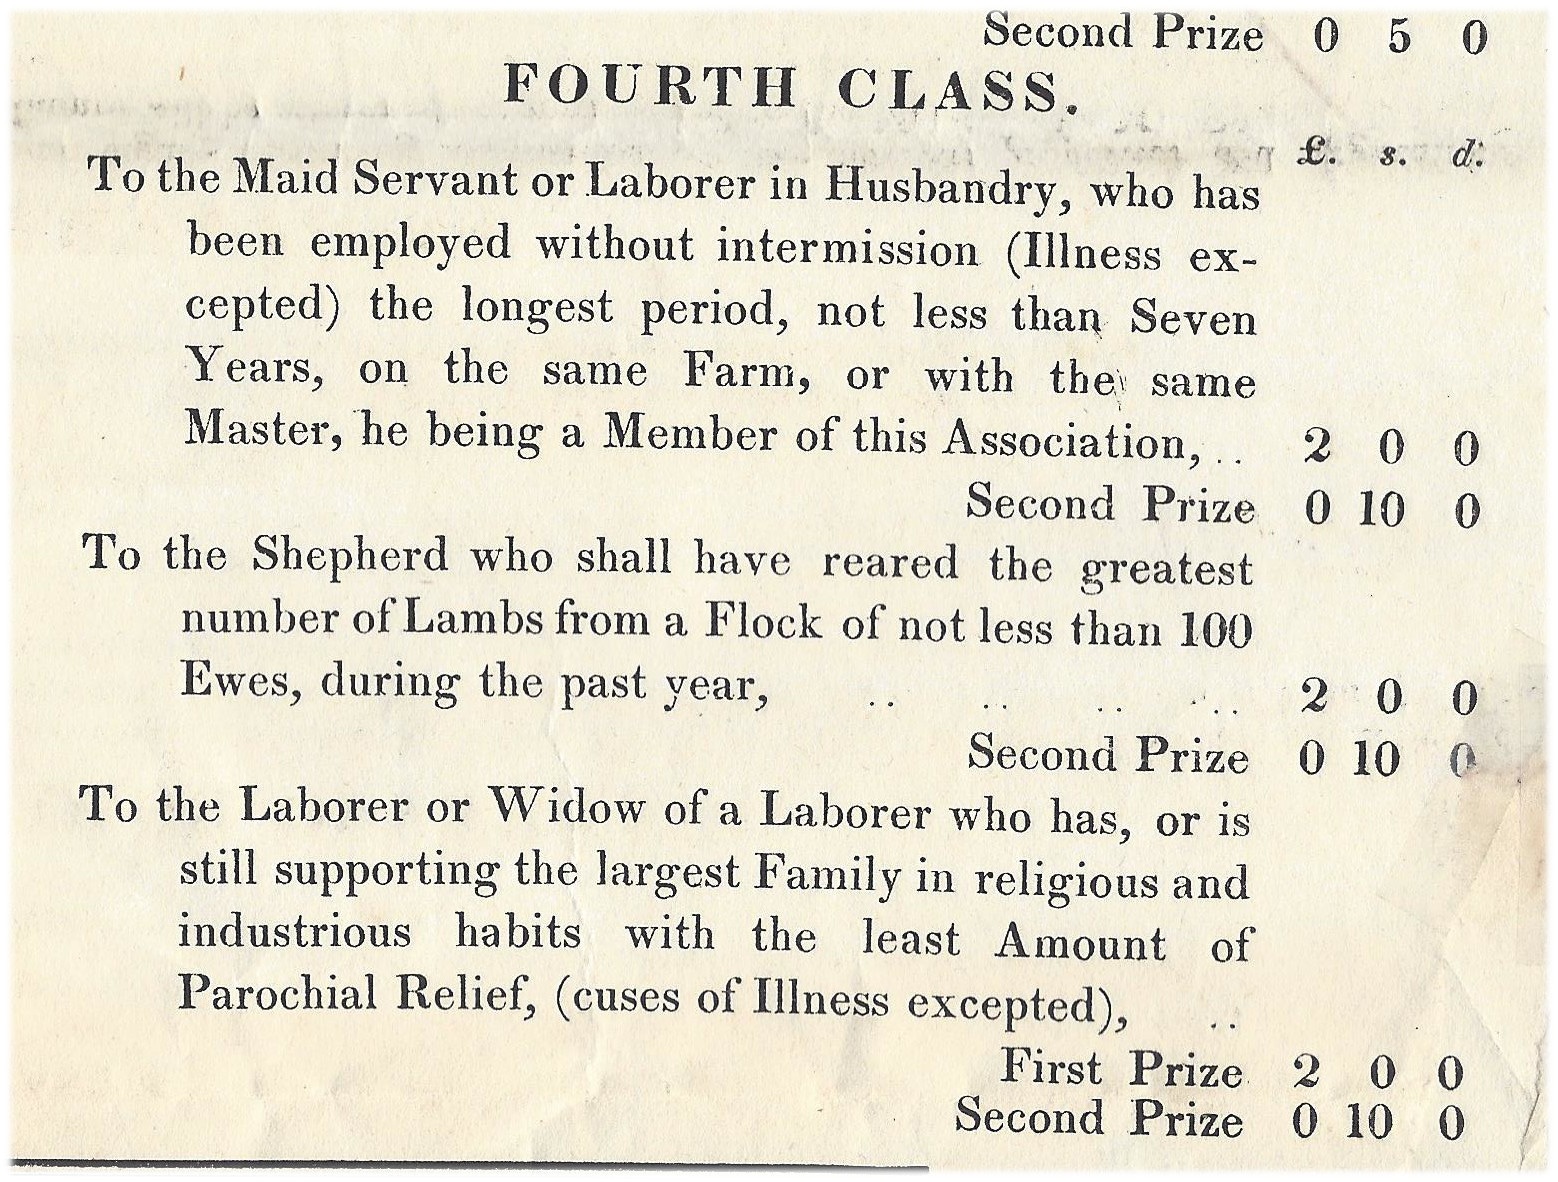 Second Prize 0 5 0
FOURTH CLASS.
£. s. d.
To the Maid Servant or Laborer in Husbandry, who has
been employed without intermission (Illness ex-
cepted) the longest period, not less than Seven
Years, on the same Farm, or with the same
Master, he being a Member of this Association, .. 2 0 0
Second Prize 0 10 0
To the Shepherd who shall have reared the greatest
number of Lambs from a Flock of not less than 100
Ewes, during the past year, .. .. .. .. 2 0 0
Second Prize 0 10 0
To the Laborer or Widow of a Laborer who has, or is
still supporting the largest Family in religious and
industrious habits with the least Amount of
Parochial Relief, (cuses of Illness excepted), ..
First Prize 2 0 0
Second Prize 0 10 0